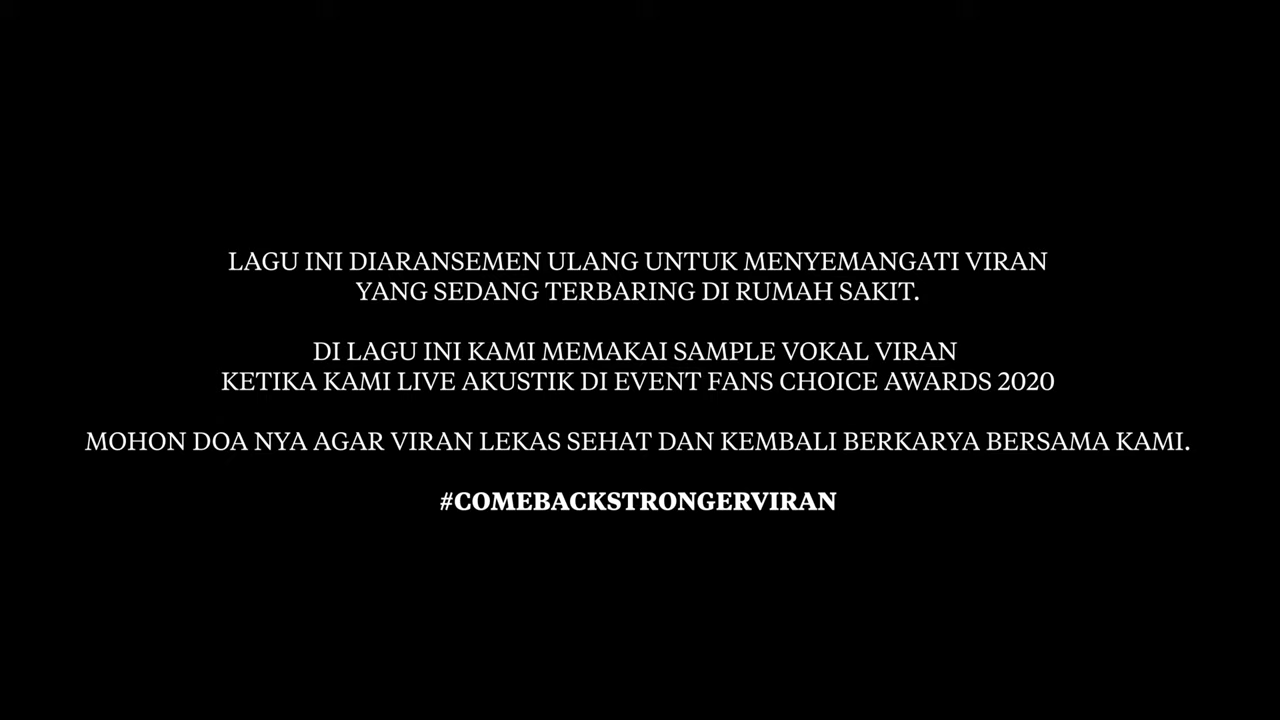 LAGU INI DIARANSEMEN ULANG UNTUK MENYEMANGATI VIRAN
YANG SEDANG TERBARING DI RUMAH SAKIT.
DI LAGU INI KAMI MEMAKAI SAMPLE VOKAL VIRAN
KETIKA KAMI LIVE AKUSTIK DI EVENT FANS CHOICE AWARDS 2020
MOHON DOA NYA AGAR VIRAN LEKAS SEHAT DAN KEMBALI BERKARYA BERSAMA KAMI.
#COMEBACKSTRONGERVIRAN